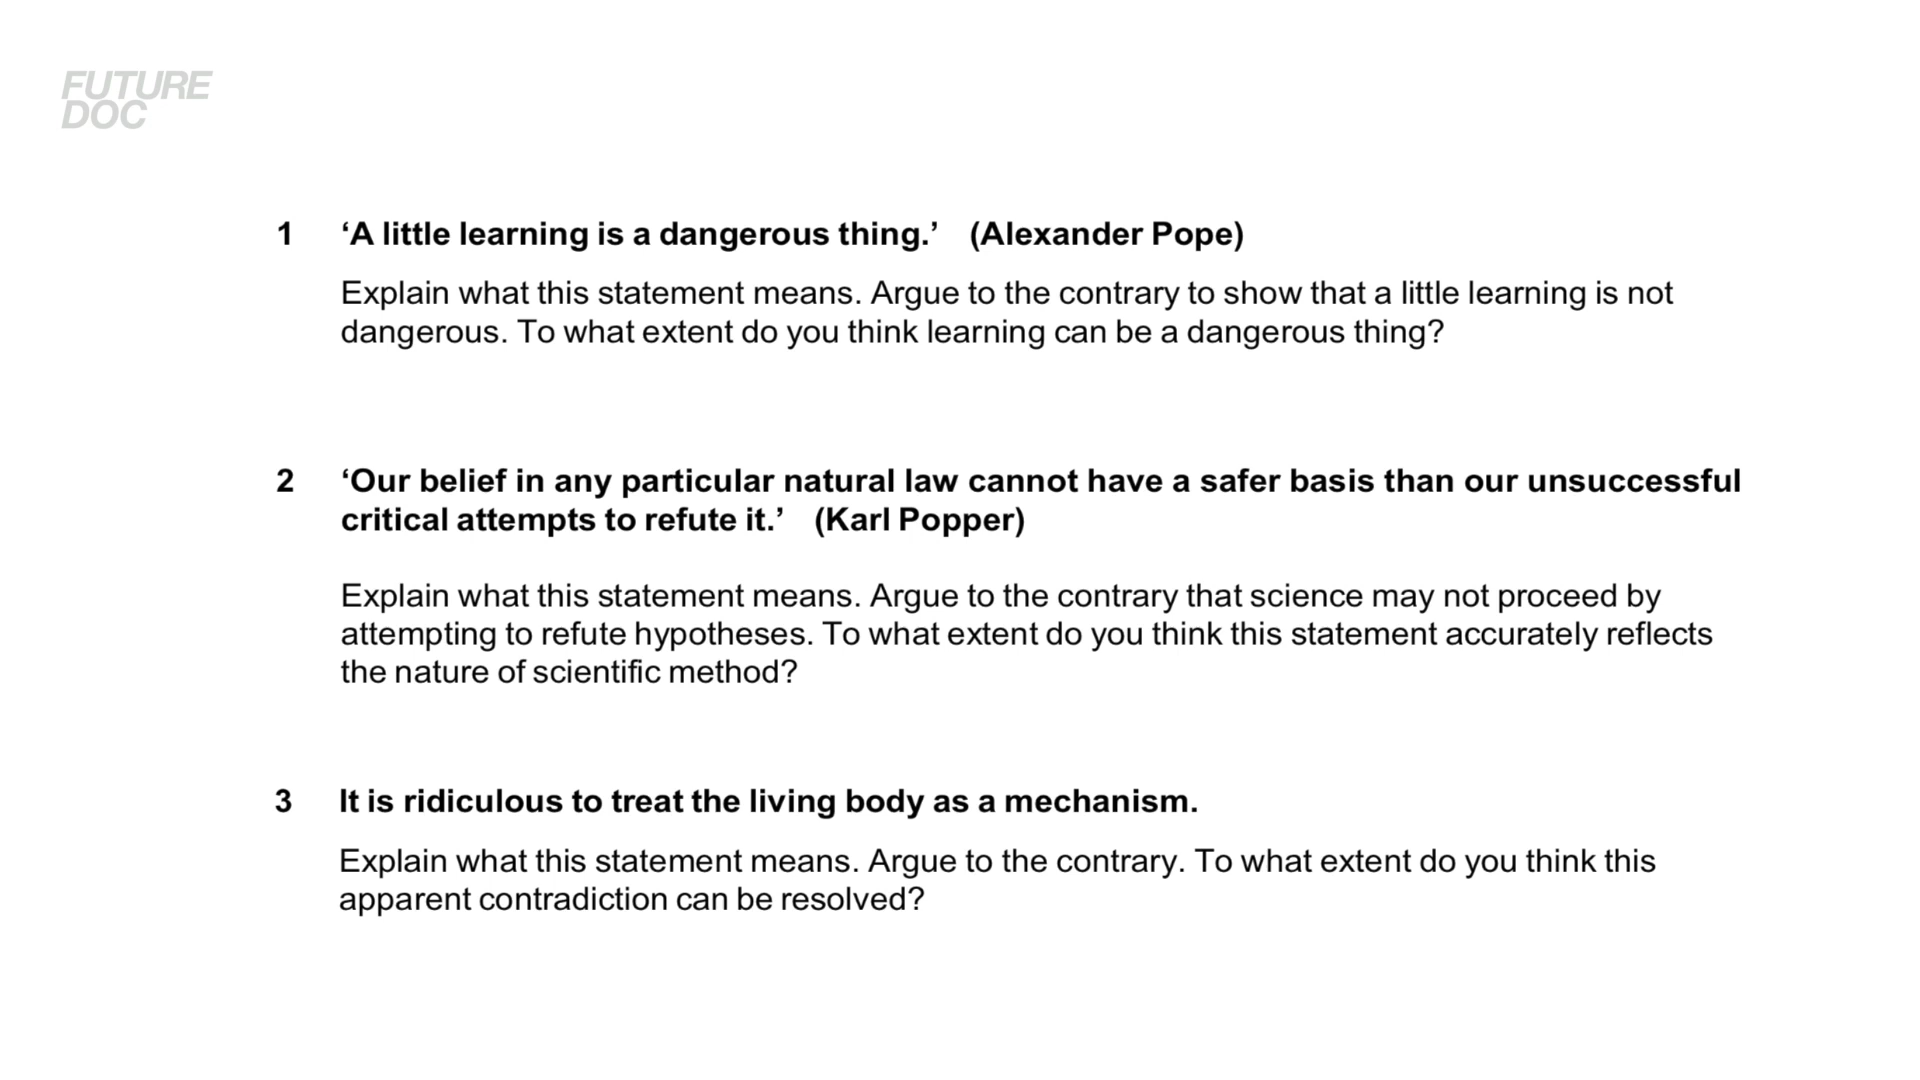 FUTURE
DOC
1 ‘A little learning is a dangerous thing.’ (Alexander Pope)
Explain what this statement means. Argue to the contrary to show that a little learning is not
dangerous. To what extent do you think learning can be a dangerous thing?
2 ‘Our belief in any particular natural law cannot have a safer basis than our unsuccessful
critical attempts to refute it.’ (Karl Popper)
Explain what this statement means. Argue to the contrary that science may not proceed by
attempting to refute hypotheses. To what extent do you think this statement accurately reflects
the nature of scientific method?
3 It is ridiculous to treat the living body as a mechanism.
Explain what this statement means. Argue to the contrary. To what extent do you think this
apparent contradiction can be resolved?